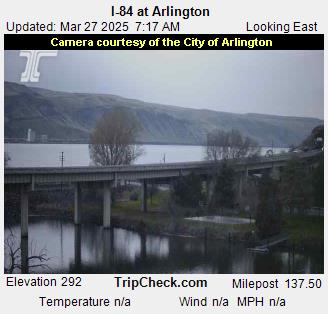 I-84 at Arlington
Updated: Mar 27 2025 7:17 AM Looking East
Camera courtesy of the City of Arlington
Elevation 292 TripCheck.com Milepost 137.50
Temperature n/a Wind n/a MPH n/a